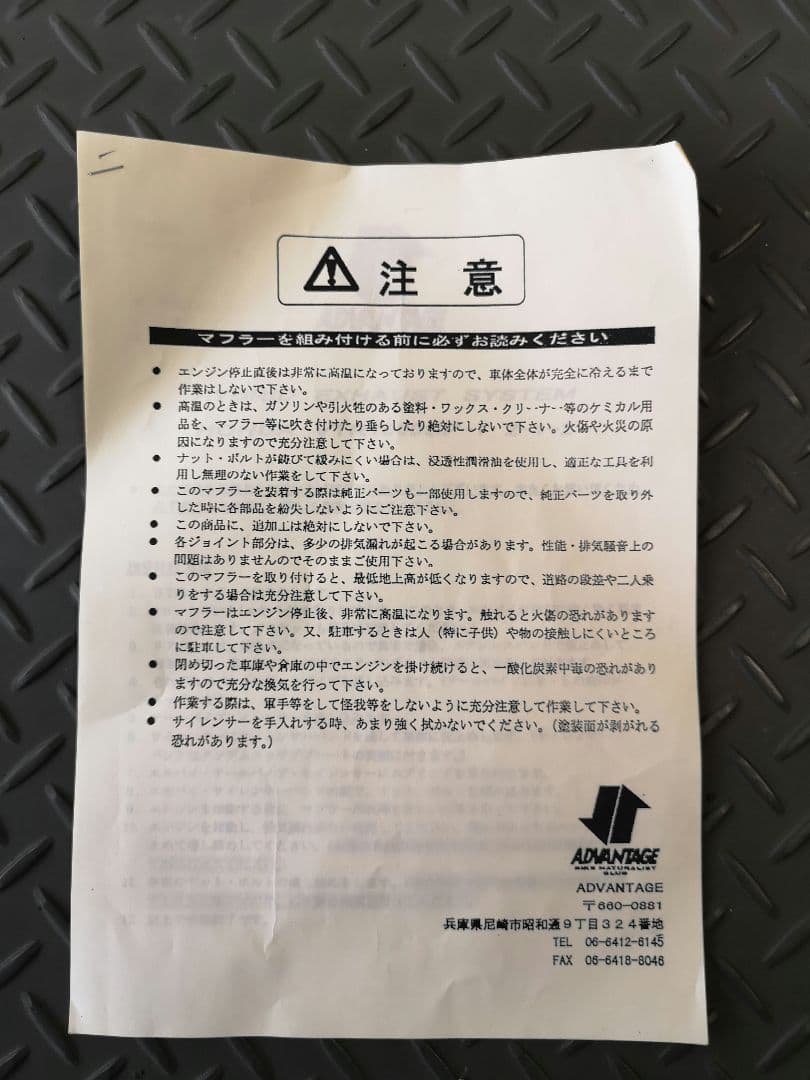 注 意
マフラーを組み付ける前に必ずお読みください
● エンジン停止直後は非常に高温になっておりますので、車体全体が完全に冷えるまで
作業はしないで下さい。
● 高温のときは、ガソリンや引火牲のある塗料・ワックス・クリーナー等のケミカル用
品を、マフラー等に吹き付けたり垂らしたり絶対にしないで下さい。火傷や火災の原
因になりますので充分注意して下さい。
● ナット・ボルトが錆びて緩みにくい場合は、浸透性潤滑油を使用し、適正な工具を利
用し無理のない作業をして下さい。
● このマフラーを装着する際は純正パーツも一部使用しますので、純正パーツを取り外
した時に各部品を紛失しないようにご注意下さい。
● この商品に、追加工は絶対にしないで下さい。
● 各ジョイント部分は、多少の排気漏れが起こる場合があります。性能・排気騒音上の
問題はありませんのでそのままご使用下さい。
● このマフラーを取り付けると、最低地上高が低くなりますので、道路の段差や二人乗
りをする場合は充分注意して下さい。
● マフラーはエンジン停止後、非常に高温になります。触れると火傷の恐れがあります
ので注意して下さい。又、駐車するときは人（特に子供）や物の接触しにくいところ
に駐車して下さい。
● 閉め切った車庫や倉庫の中でエンジンを掛け続けると、一酸化炭素中毒の恐れがあり
ますので充分な換気を行って下さい。
● 作業する際は、軍手等をして怪我等をしないように充分注意して作業して下さい。
● サイレンサーを手入れする時、あまり強く拭かないでください。（塗装面が剥がれる
恐れがあります。）
ADVANTAGE
BIKE NATURALIST
CLUB
ADVANTAGE
〒660-0881
兵庫県尼崎市昭和通９丁目３２４番地
TEL 06-6412-6145
FAX 06-6418-8046